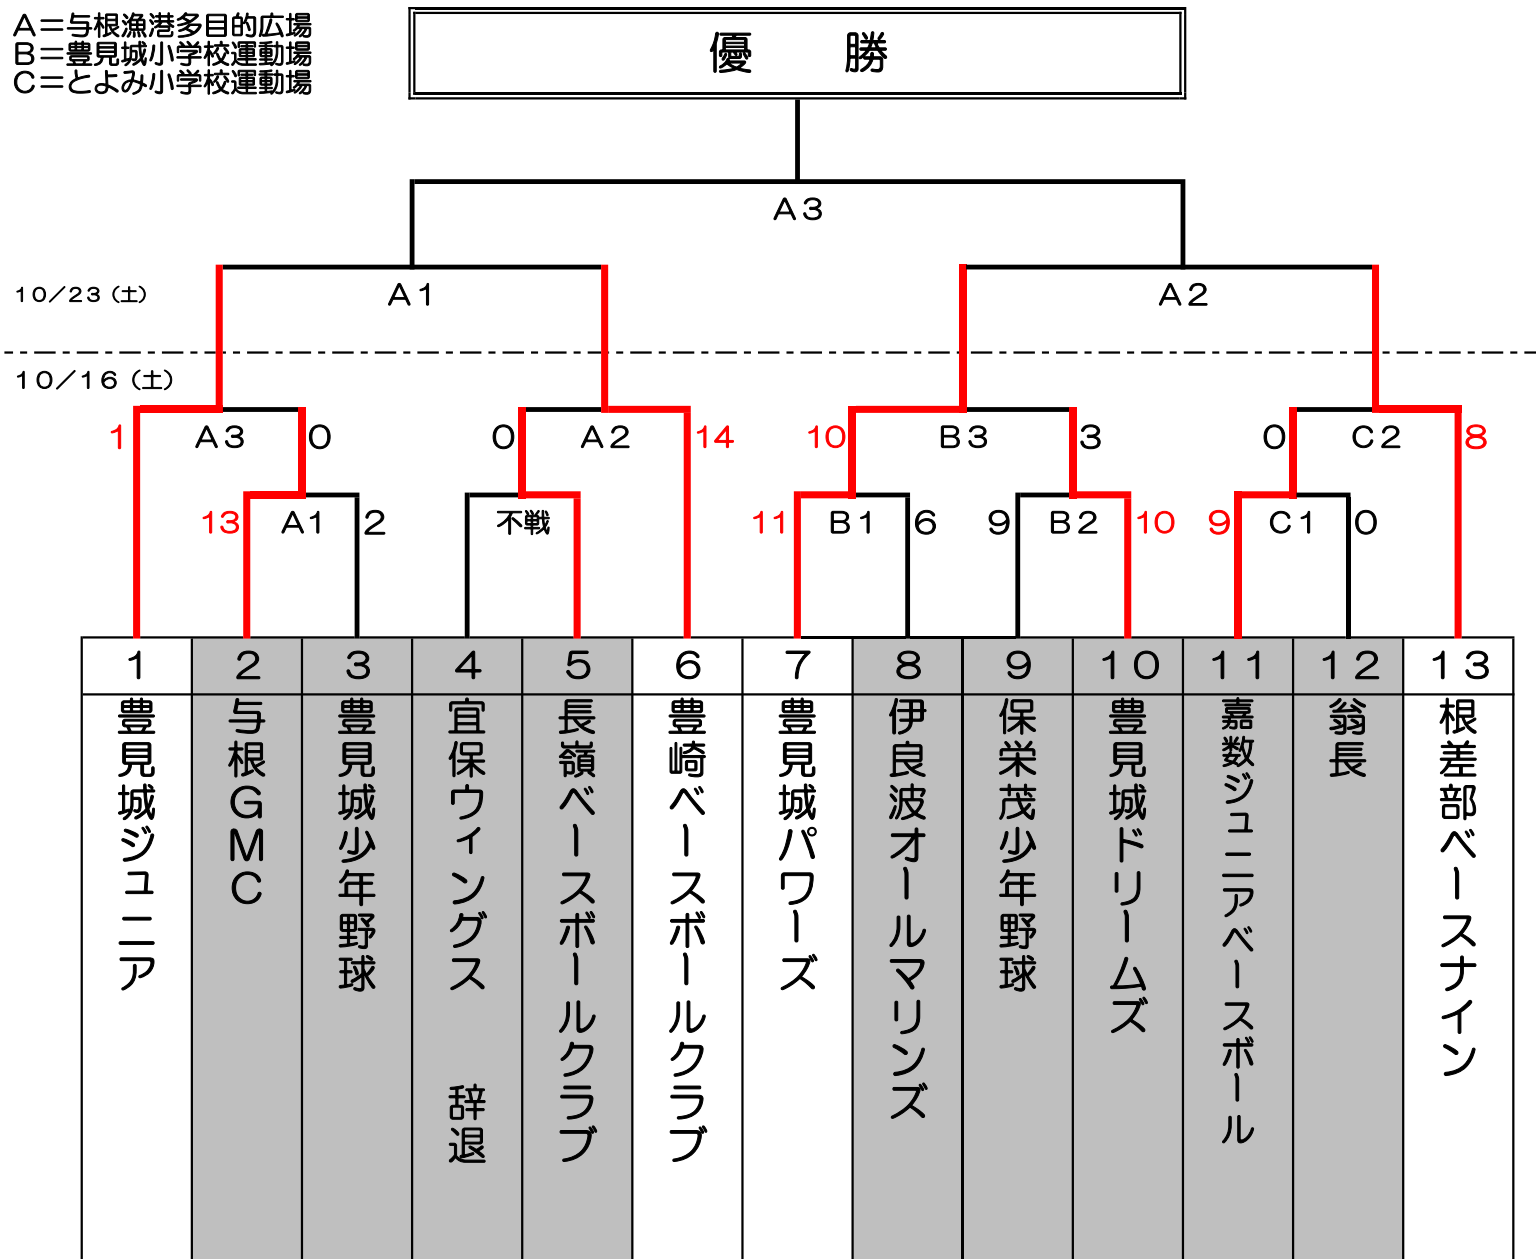 A＝与根漁港多目的広場
B＝豊見城小学校運動場
C＝とよみ小学校運動場
優　　勝
A3
10／23（土）
A1
A2
10／16（土）
1 A3 0
0 A2 14
10 B3 3
0 C2 8
13 A1 2
不戦
11 B1 6
9 B2 10
9 C1 0
1 2 3 4 5 6 7 8 9 10 11 12 13
豊見城ジュニア
与根GMC
豊見城少年野球
宜保ウィングス　　辞退
長嶺ベースボールクラブ
豊崎ベースボールクラブ
豊見城パワーズ
伊良波オールマリンズ
保栄茂少年野球
豊見城ドリームズ
嘉数ジュニアベースボール
翁長
根差部ベースナイン